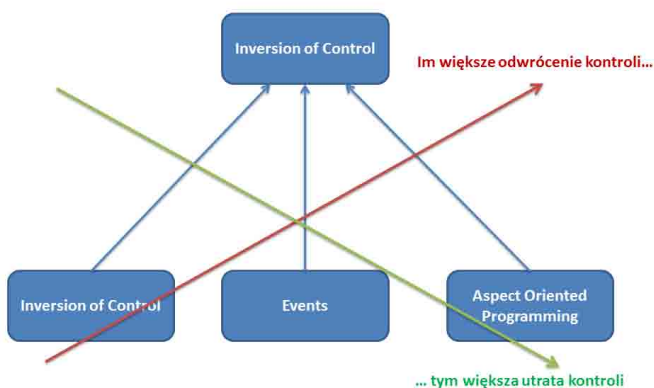 Inversion of Control
Im większe odwrócenie kontroli...
Inversion of Control
Events
Aspect Oriented
Programming
... tym większa utrata kontroli